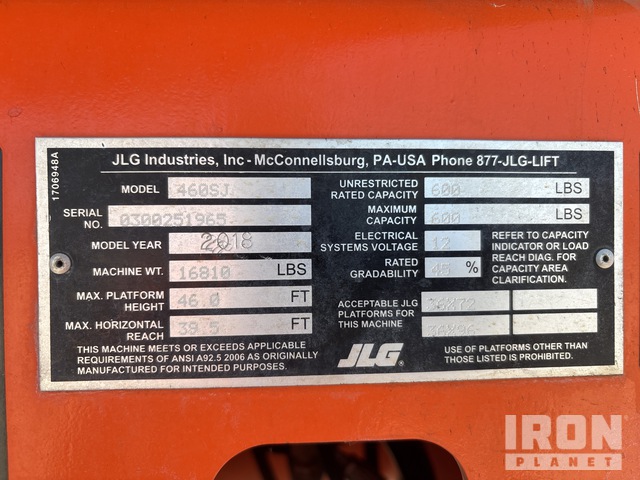 1706948A
JLG Industries, Inc - McConnellsburg, PA-USA Phone 877-JLG-LIFT
MODEL 460SJ
SERIAL NO. 0300251965
MODEL YEAR 2018
MACHINE WT. 16810 LBS
MAX. PLATFORM HEIGHT 46.0 FT
MAX. HORIZONTAL REACH 39.5 FT
THIS MACHINE MEETS OR EXCEEDS APPLICABLE
REQUIREMENTS OF ANSI A92.5 2006 AS ORIGINALLY
MANUFACTURED FOR INTENDED PURPOSES.
UNRESTRICTED RATED CAPACITY 600 LBS
MAXIMUM CAPACITY 600 LBS
ELECTRICAL SYSTEMS VOLTAGE 12
RATED GRADABILITY 45 %
REFER TO CAPACITY
INDICATOR OR LOAD
REACH DIAG. FOR
CAPACITY AREA
CLARIFICATION.
ACCEPTABLE JLG
PLATFORMS FOR
THIS MACHINE
36X72
36X96
JLG®
USE OF PLATFORMS OTHER THAN
THOSE LISTED IS PROHIBITED.
IRON
PLANET